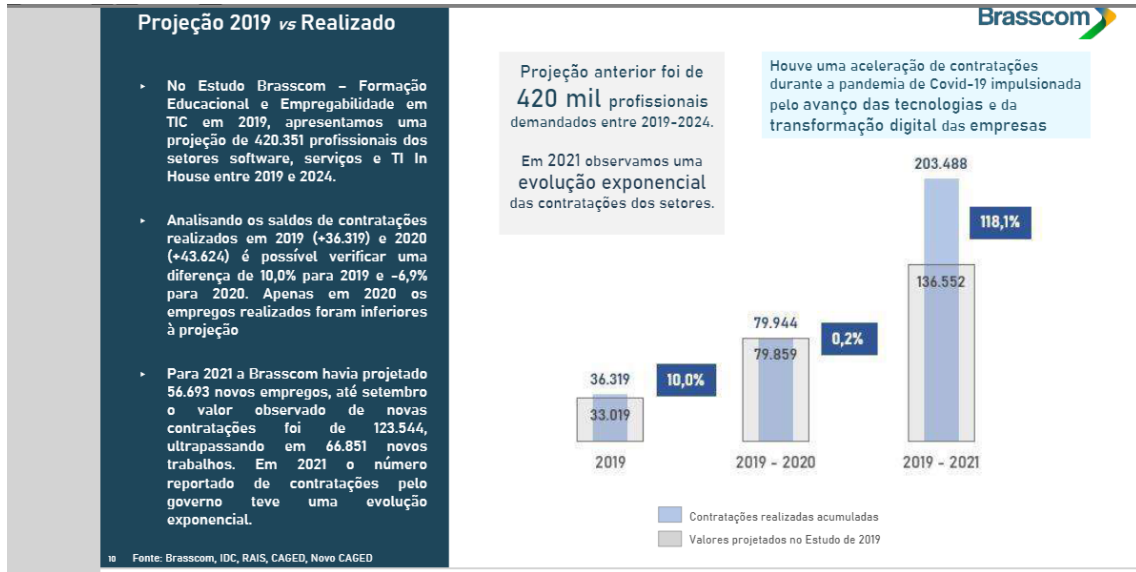 Projeção 2019 vs Realizado
Brasscom
‣ No Estudo Brasscom – Formação
Educacional e Empregabilidade em
TIC em 2019, apresentamos uma
projeção de 420.351 profissionais dos
setores software, serviços e TI In
House entre 2019 e 2024.
‣ Analisando os saldos de contratações
realizados em 2019 (+36.319) e 2020
(+43.624) é possível verificar uma
diferença de 10,0% para 2019 e -6,9%
para 2020. Apenas em 2020 os
empregos realizados foram inferiores
à projeção
‣ Para 2021 a Brasscom havia projetado
56.693 novos empregos, até setembro
o valor observado de novas
contratações foi de 123.544,
ultrapassando em 66.851 novos
trabalhos. Em 2021 o número
reportado de contratações pelo
governo teve uma evolução
exponencial.
10 Fonte: Brasscom, IDC, RAIS, CAGED, Novo CAGED
Projeção anterior foi de
420 mil profissionais
demandados entre 2019-2024.
Em 2021 observamos uma
evolução exponencial
das contratações dos setores.
Houve uma aceleração de contratações
durante a pandemia de Covid-19 impulsionada
pelo avanço das tecnologias e da
transformação digital das empresas
203.488
118,1%
136.552
79.944
0,2%
79.859
36.319
10,0%
33.019
2019
2019 - 2020
2019 - 2021
Contratações realizadas acumuladas
Valores projetados no Estudo de 2019